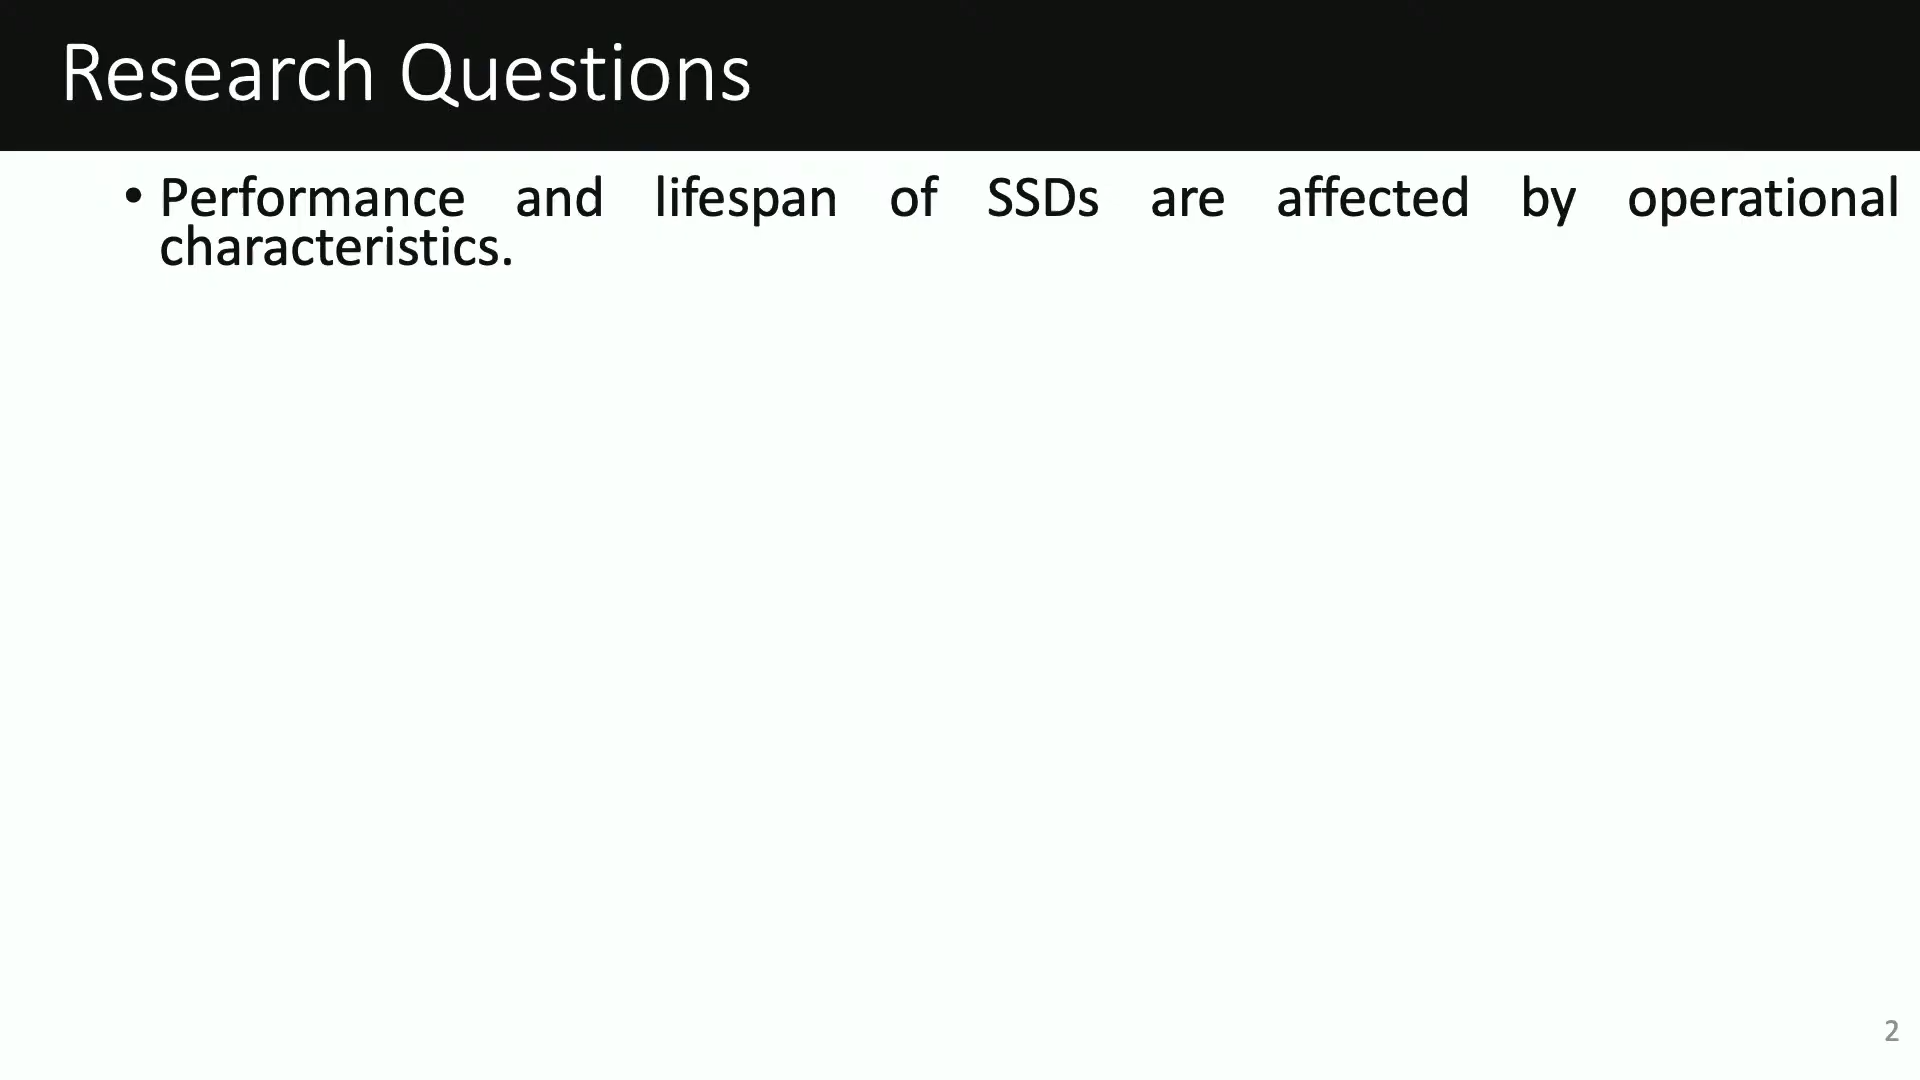 Research Questions
• Performance and lifespan of SSDs are affected by operational
characteristics.
2